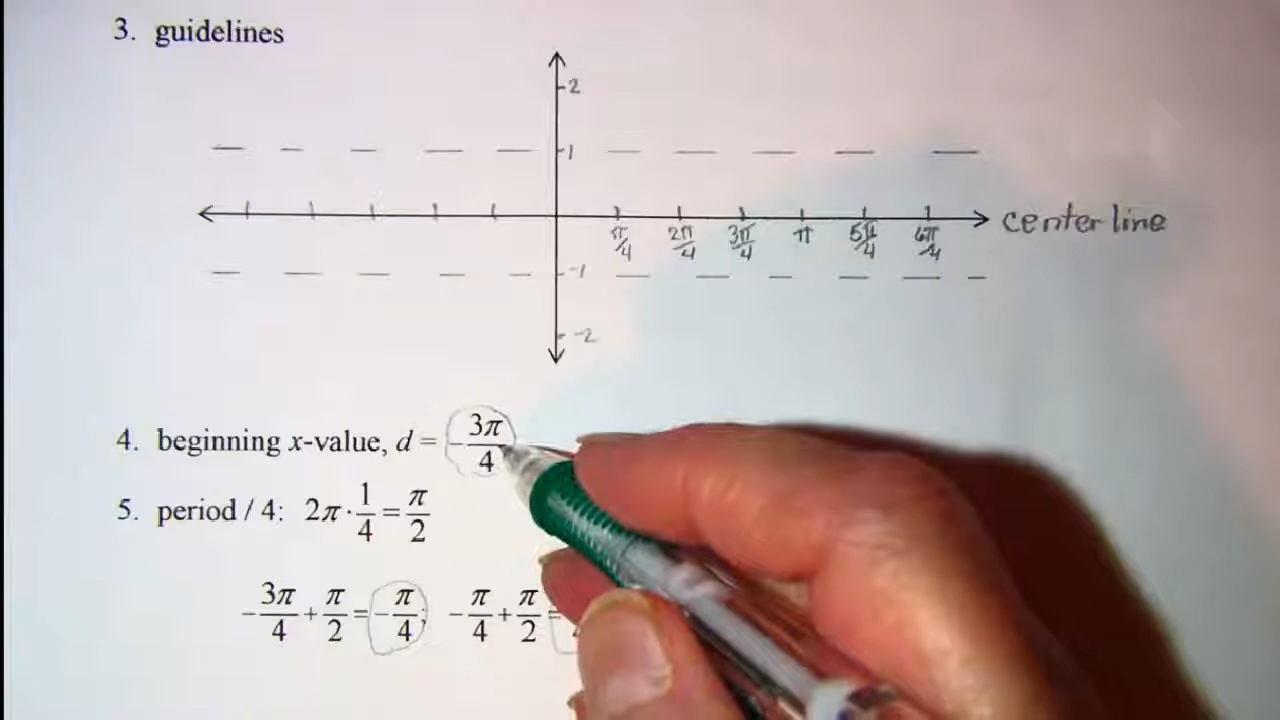 3. guidelines
2
1
center line
π/4 2π/4 3π/4 π 5π/4 6π/4
-1
-2
4. beginning x-value, d = -3π/4
5. period / 4: 2π · 1/4 = π/2
-3π/4 + π/2 = -π/4; -π/4 + π/2 =